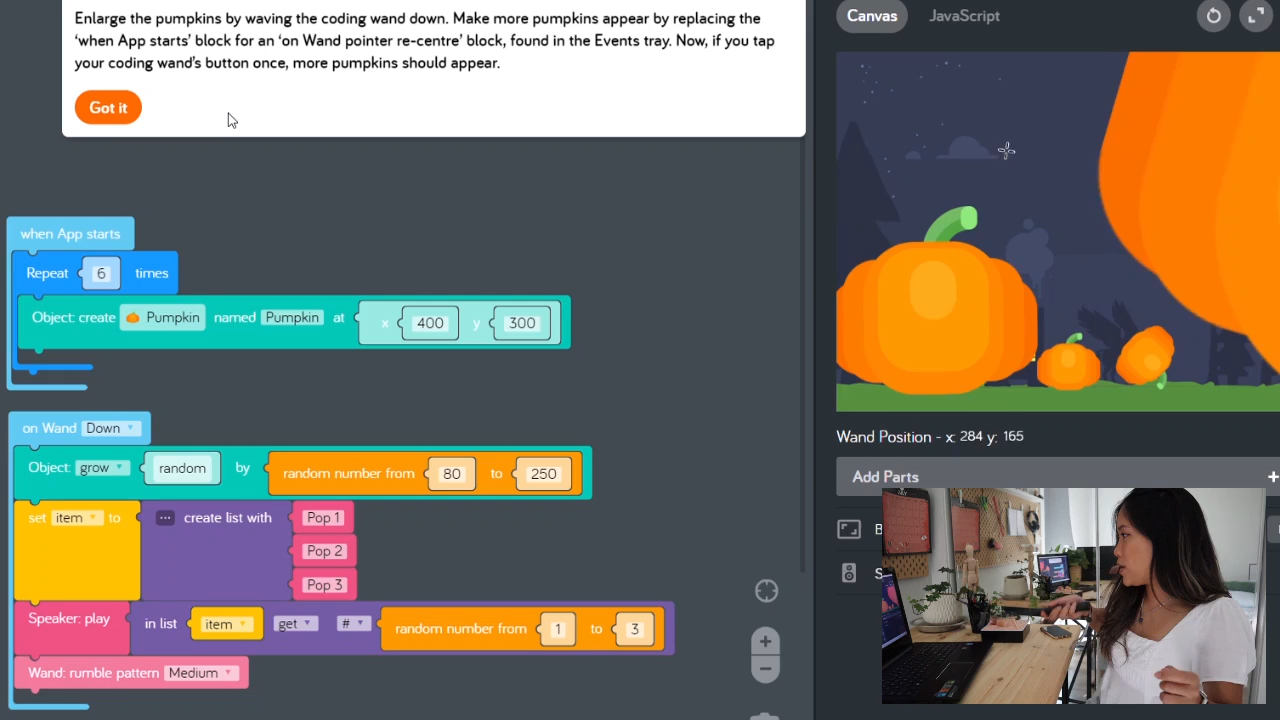 Enlarge the pumpkins by waving the coding wand down. Make more pumpkins appear by replacing the
'when App starts' block for an 'on Wand pointer re-centre' block, found in the Events tray. Now, if you tap
your coding wand's button once, more pumpkins should appear.
Got it
when App starts
Repeat 6 times
Object: create Pumpkin named Pumpkin at x 400 y 300
on Wand Down
Object: grow random by random number from 80 to 250
set item to ... create list with Pop 1
Pop 2
Pop 3
Speaker: play in list item get # random number from 1 to 3
Wand: rumble pattern Medium
Canvas JavaScript
Wand Position - x: 284 y: 165
Add Parts +
B
S